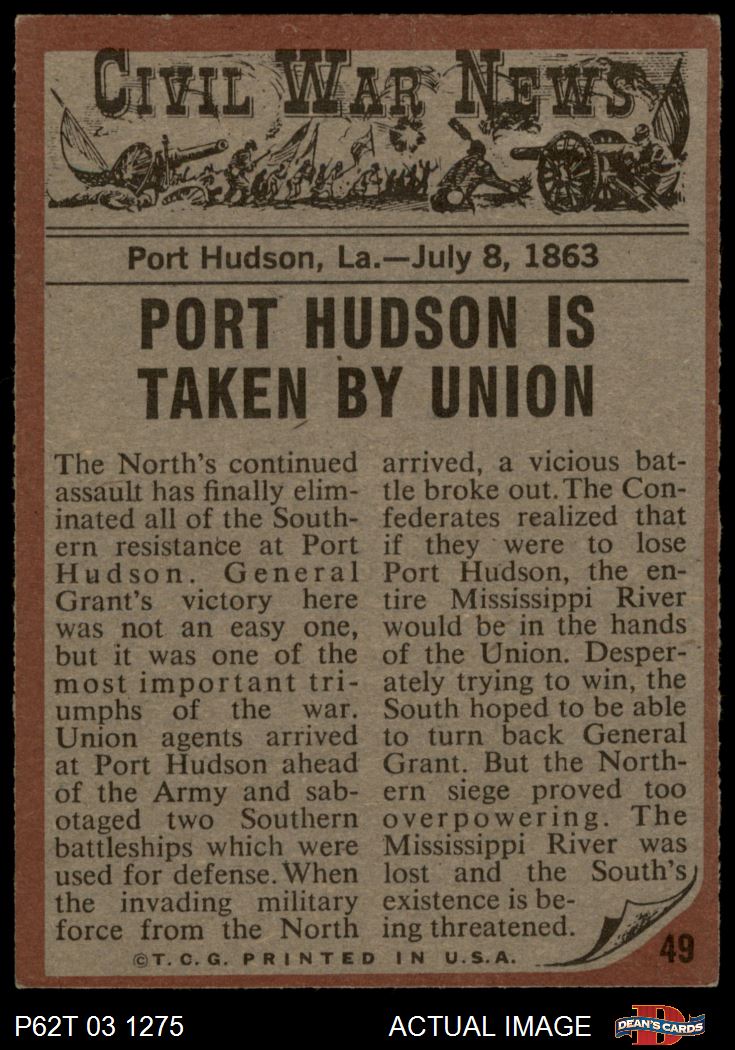 CIVIL WAR NEWS
Port Hudson, La.—July 8, 1863
PORT HUDSON IS
TAKEN BY UNION
The North's continued
assault has finally elim-
inated all of the South-
ern resistance at Port
Hudson. General
Grant's victory here
was not an easy one,
but it was one of the
most important tri-
umphs of the war.
Union agents arrived
at Port Hudson ahead
of the Army and sab-
otaged two Southern
battleships which were
used for defense. When
the invading military
force from the North
arrived, a vicious bat-
tle broke out. The Con-
federates realized that
if they were to lose
Port Hudson, the en-
tire Mississippi River
would be in the hands
of the Union. Desper-
ately trying to win, the
South hoped to be able
to turn back General
Grant. But the North-
ern siege proved too
overpowering. The
Mississippi River was
lost and the South's
existence is be-
ing threatened.
©T.C.G. PRINTED IN U.S.A.
49
P62T 03 1275
ACTUAL IMAGE
D
DEAN'S CARDS